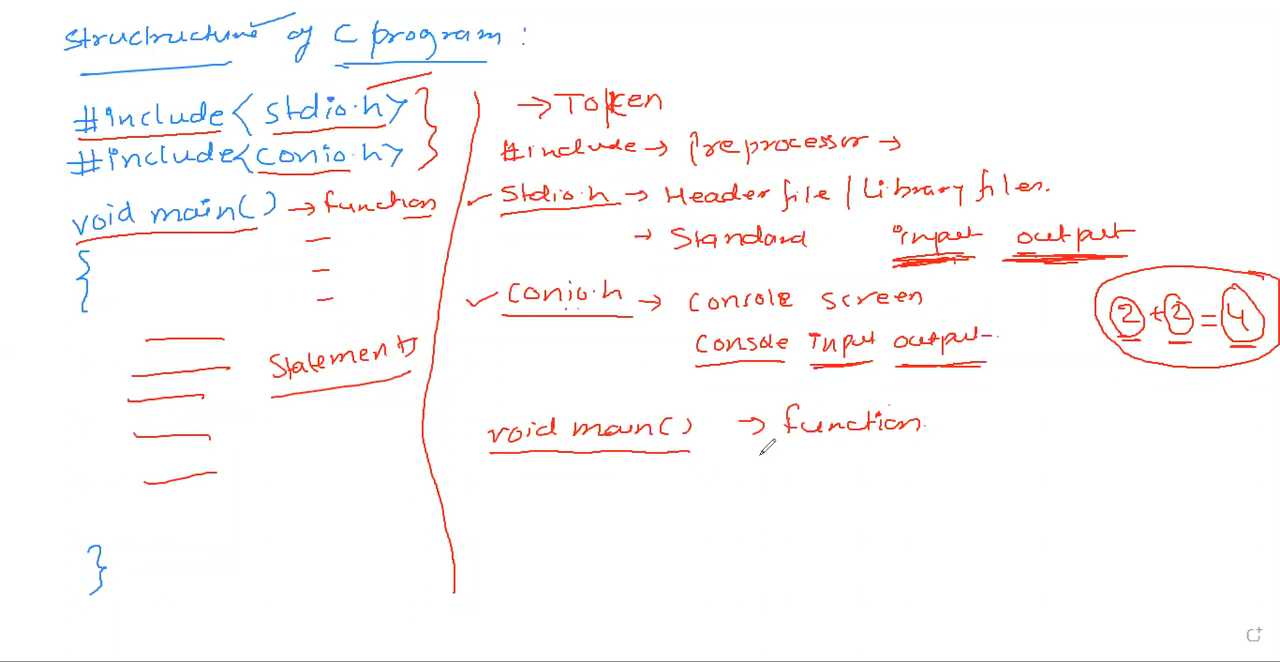 Structructure of C program :
#include< stdio.h>
#include<conio.h>
void main() → function
{
Statements
}
→ Token
#include → Preprocessor →
Stdio.h → Header file / Library files.
→ Standard input output
Conio.h → Console screen
Console Input output
2+2=4
void main() → function.